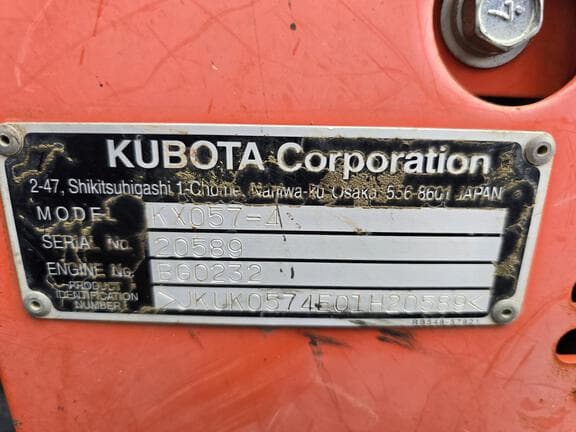 KUBOTA Corporation
2-47, Shikitsuhigashi 1-Chome, Naniwa-ku, Osaka, 556-8601 JAPAN
MODEL KX057-4
SERIAL NO. 20589
ENGINE NO. BG0232
PRODUCT IDENTIFICATION NUMBER >JKUK0574E01H20589<